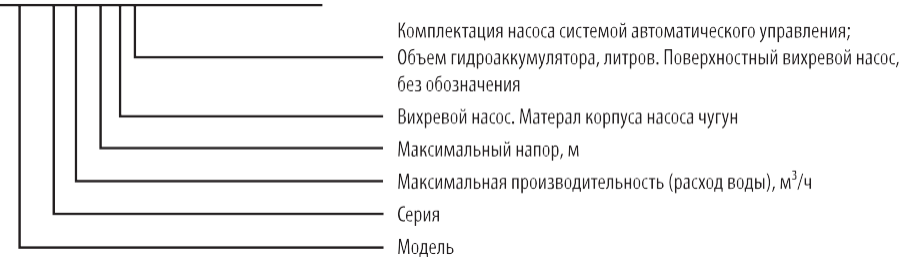 Комплектация насоса системой автоматического управления;
Объем гидроаккумулятора, литров. Поверхностный вихревой насос,
без обозначения
Вихревой насос. Матерал корпуса насоса чугун
Максимальный напор, м
Максимальная производительность (расход воды), м³/ч
Серия
Модель